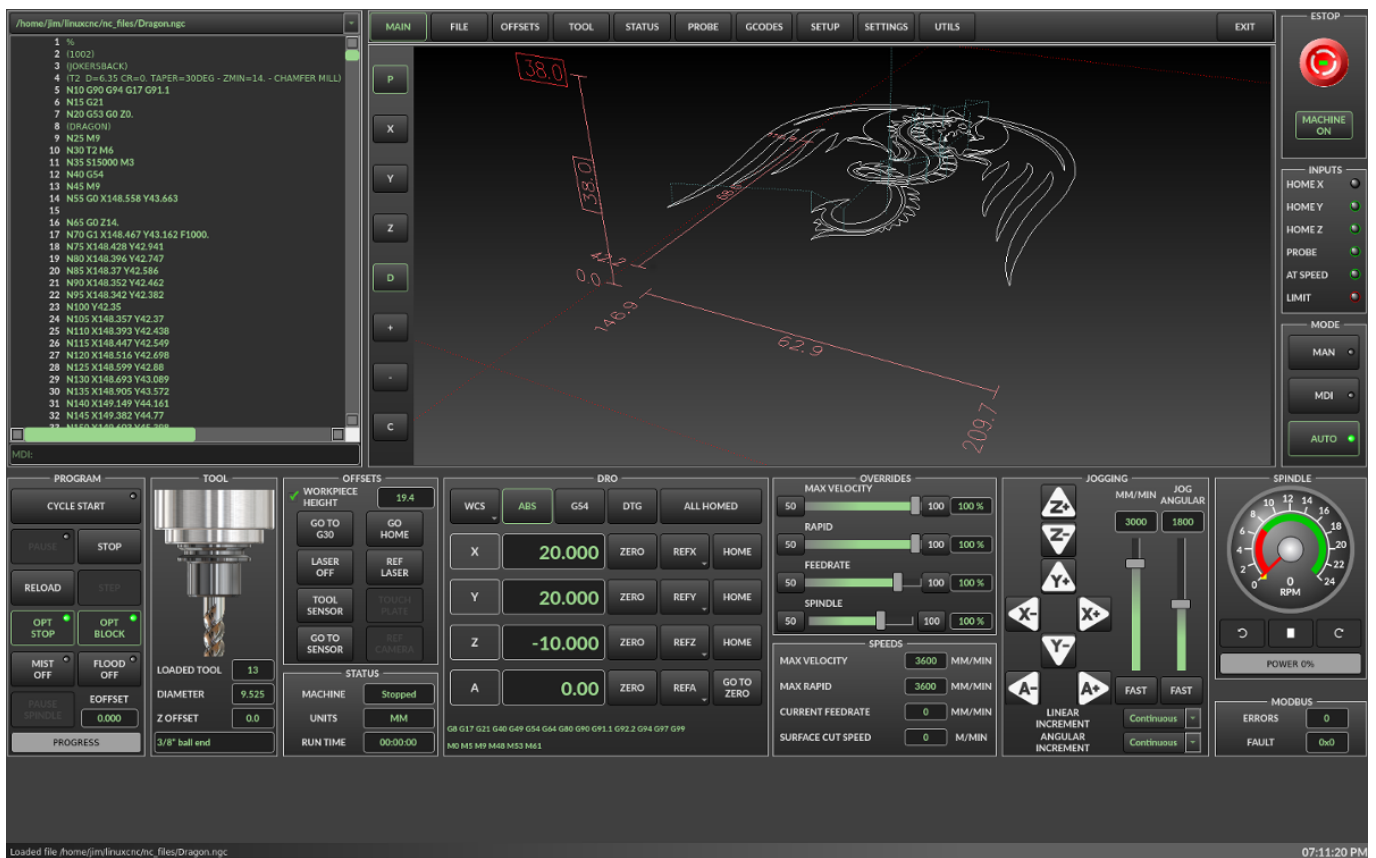 /home/jim/linuxcnc/nc_files/Dragon.ngc
1 %
2 (1002)
3 (JOKERSBACK)
4 (T2 D=6.35 CR=0. TAPER=30DEG - ZMIN=14. - CHAMFER MILL)
5 N10 G90 G94 G17 G91.1
6 N15 G21
7 N20 G53 G0 Z0.
8 (DRAGON)
9 N25 M9
10 N30 T2 M6
11 N35 S15000 M3
12 N40 G54
13 N45 M9
14 N55 G0 X148.558 Y43.663
15
16 N65 G0 Z14.
17 N70 G1 X148.467 Y43.162 F1000.
18 N75 X148.428 Y42.941
19 N80 X148.396 Y42.747
20 N85 X148.37 Y42.586
21 N90 X148.352 Y42.462
22 N95 X148.342 Y42.382
23 N100 Y42.35
24 N105 X148.357 Y42.37
25 N110 X148.393 Y42.438
26 N115 X148.447 Y42.549
27 N120 X148.516 Y42.698
28 N125 X148.599 Y42.88
29 N130 X148.693 Y43.089
30 N135 X148.905 Y43.572
31 N140 X149.149 Y44.161
32 N145 X149.382 Y44.77
MDI:
MAIN FILE OFFSETS TOOL STATUS PROBE GCODES SETUP SETTINGS UTILS EXIT
P
X
Y
Z
D
+
-
C
38.0
38.0
42.2
0.0
146.9
62.9
209.7
ESTOP
MACHINE
ON
INPUTS
HOME X
HOME Y
HOME Z
PROBE
AT SPEED
LIMIT
MODE
MAN
MDI
AUTO
PROGRAM
CYCLE START
PAUSE STOP
RELOAD STEP
OPT
STOP
OPT
BLOCK
MIST
OFF
FLOOD
OFF
PAUSE
SPINDLE
EOFFSET
0.000
PROGRESS
TOOL
LOADED TOOL 13
DIAMETER 9.525
Z OFFSET 0.0
3/8" ball end
OFFSETS
WORKPIECE
HEIGHT
19.4
GO TO
G30
GO
HOME
LASER
OFF
REF
LASER
TOOL
SENSOR
TOUCH
PLATE
GO TO
SENSOR
REF
CAMERA
STATUS
MACHINE Stopped
UNITS MM
RUN TIME 00:00:00
DRO
WCS ABS G54 DTG ALL HOMED
X 20.000 ZERO REFX HOME
Y 20.000 ZERO REFY HOME
Z -10.000 ZERO REFZ HOME
A 0.00 ZERO REFA GO TO
ZERO
G8 G17 G21 G40 G49 G54 G64 G80 G90 G91.1 G92.2 G94 G97 G99
M0 M5 M9 M48 M53 M61
OVERRIDES
MAX VELOCITY
50 100 100 %
RAPID
50 100 100 %
FEEDRATE
50 100 100 %
SPINDLE
50 100 100 %
SPEEDS
MAX VELOCITY 3600 MM/MIN
MAX RAPID 3600 MM/MIN
CURRENT FEEDRATE 0 MM/MIN
SURFACE CUT SPEED 0 M/MIN
JOGGING
Z+
Z-
Y+
X- X+
Y-
A- A+
MM/MIN
JOG
ANGULAR
3000 1800
FAST FAST
LINEAR
INCREMENT
Continuous
ANGULAR
INCREMENT
Continuous
SPINDLE
0 2 4 6 8 10 12 14 16 18 20 22 24
0
RPM
POWER 0%
MODBUS
ERRORS 0
FAULT 0x0
Loaded file /home/jim/linuxcnc/nc_files/Dragon.ngc
07:11:20 PM